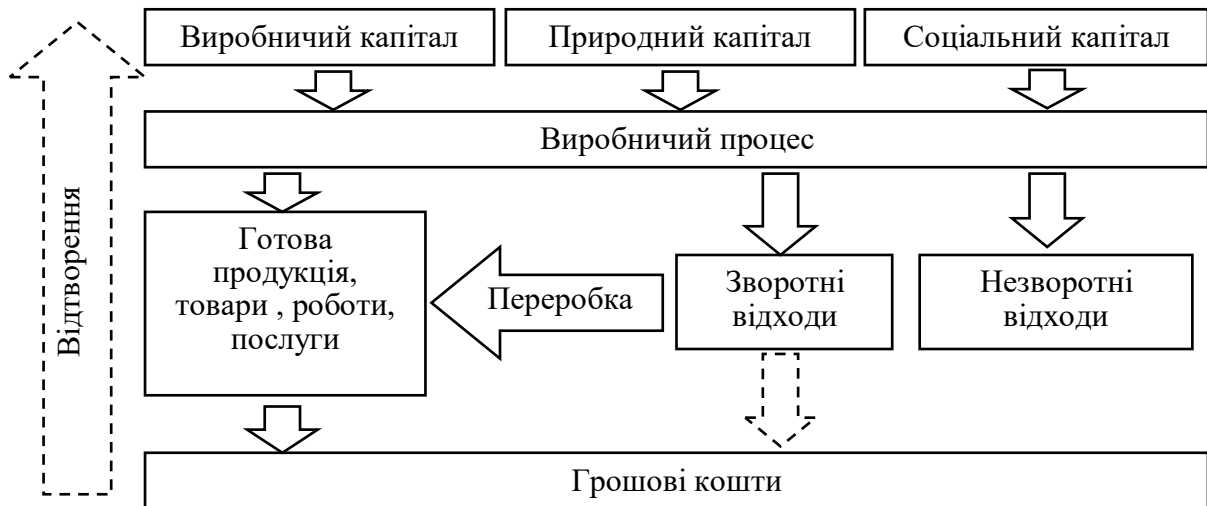 Виробничий капітал
Природний капітал
Соціальний капітал
Виробничий процес
Відтворення
Готова
продукція,
товари , роботи,
послуги
Переробка
Зворотні
відходи
Незворотні
відходи
Грошові кошти